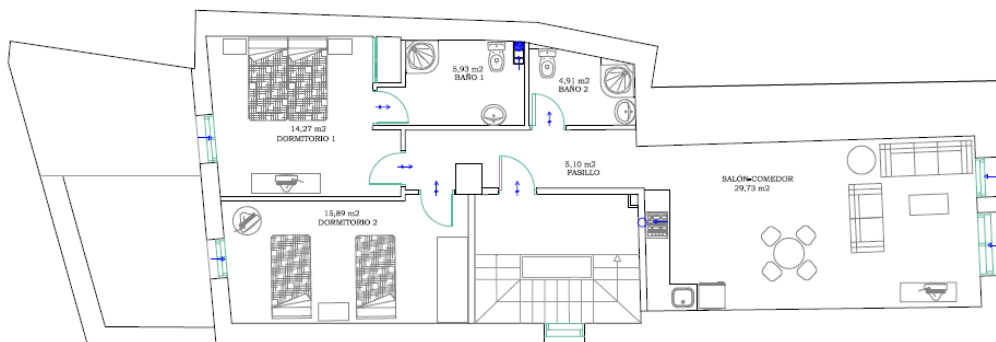 5,93 m2
BAÑO 1
4,91 m2
BAÑO 2
14,27 m2
DORMITORIO 1
5,10 m2
PASILLO
SALÓN-COMEDOR
29,73 m2
15,89 m2
DORMITORIO 2